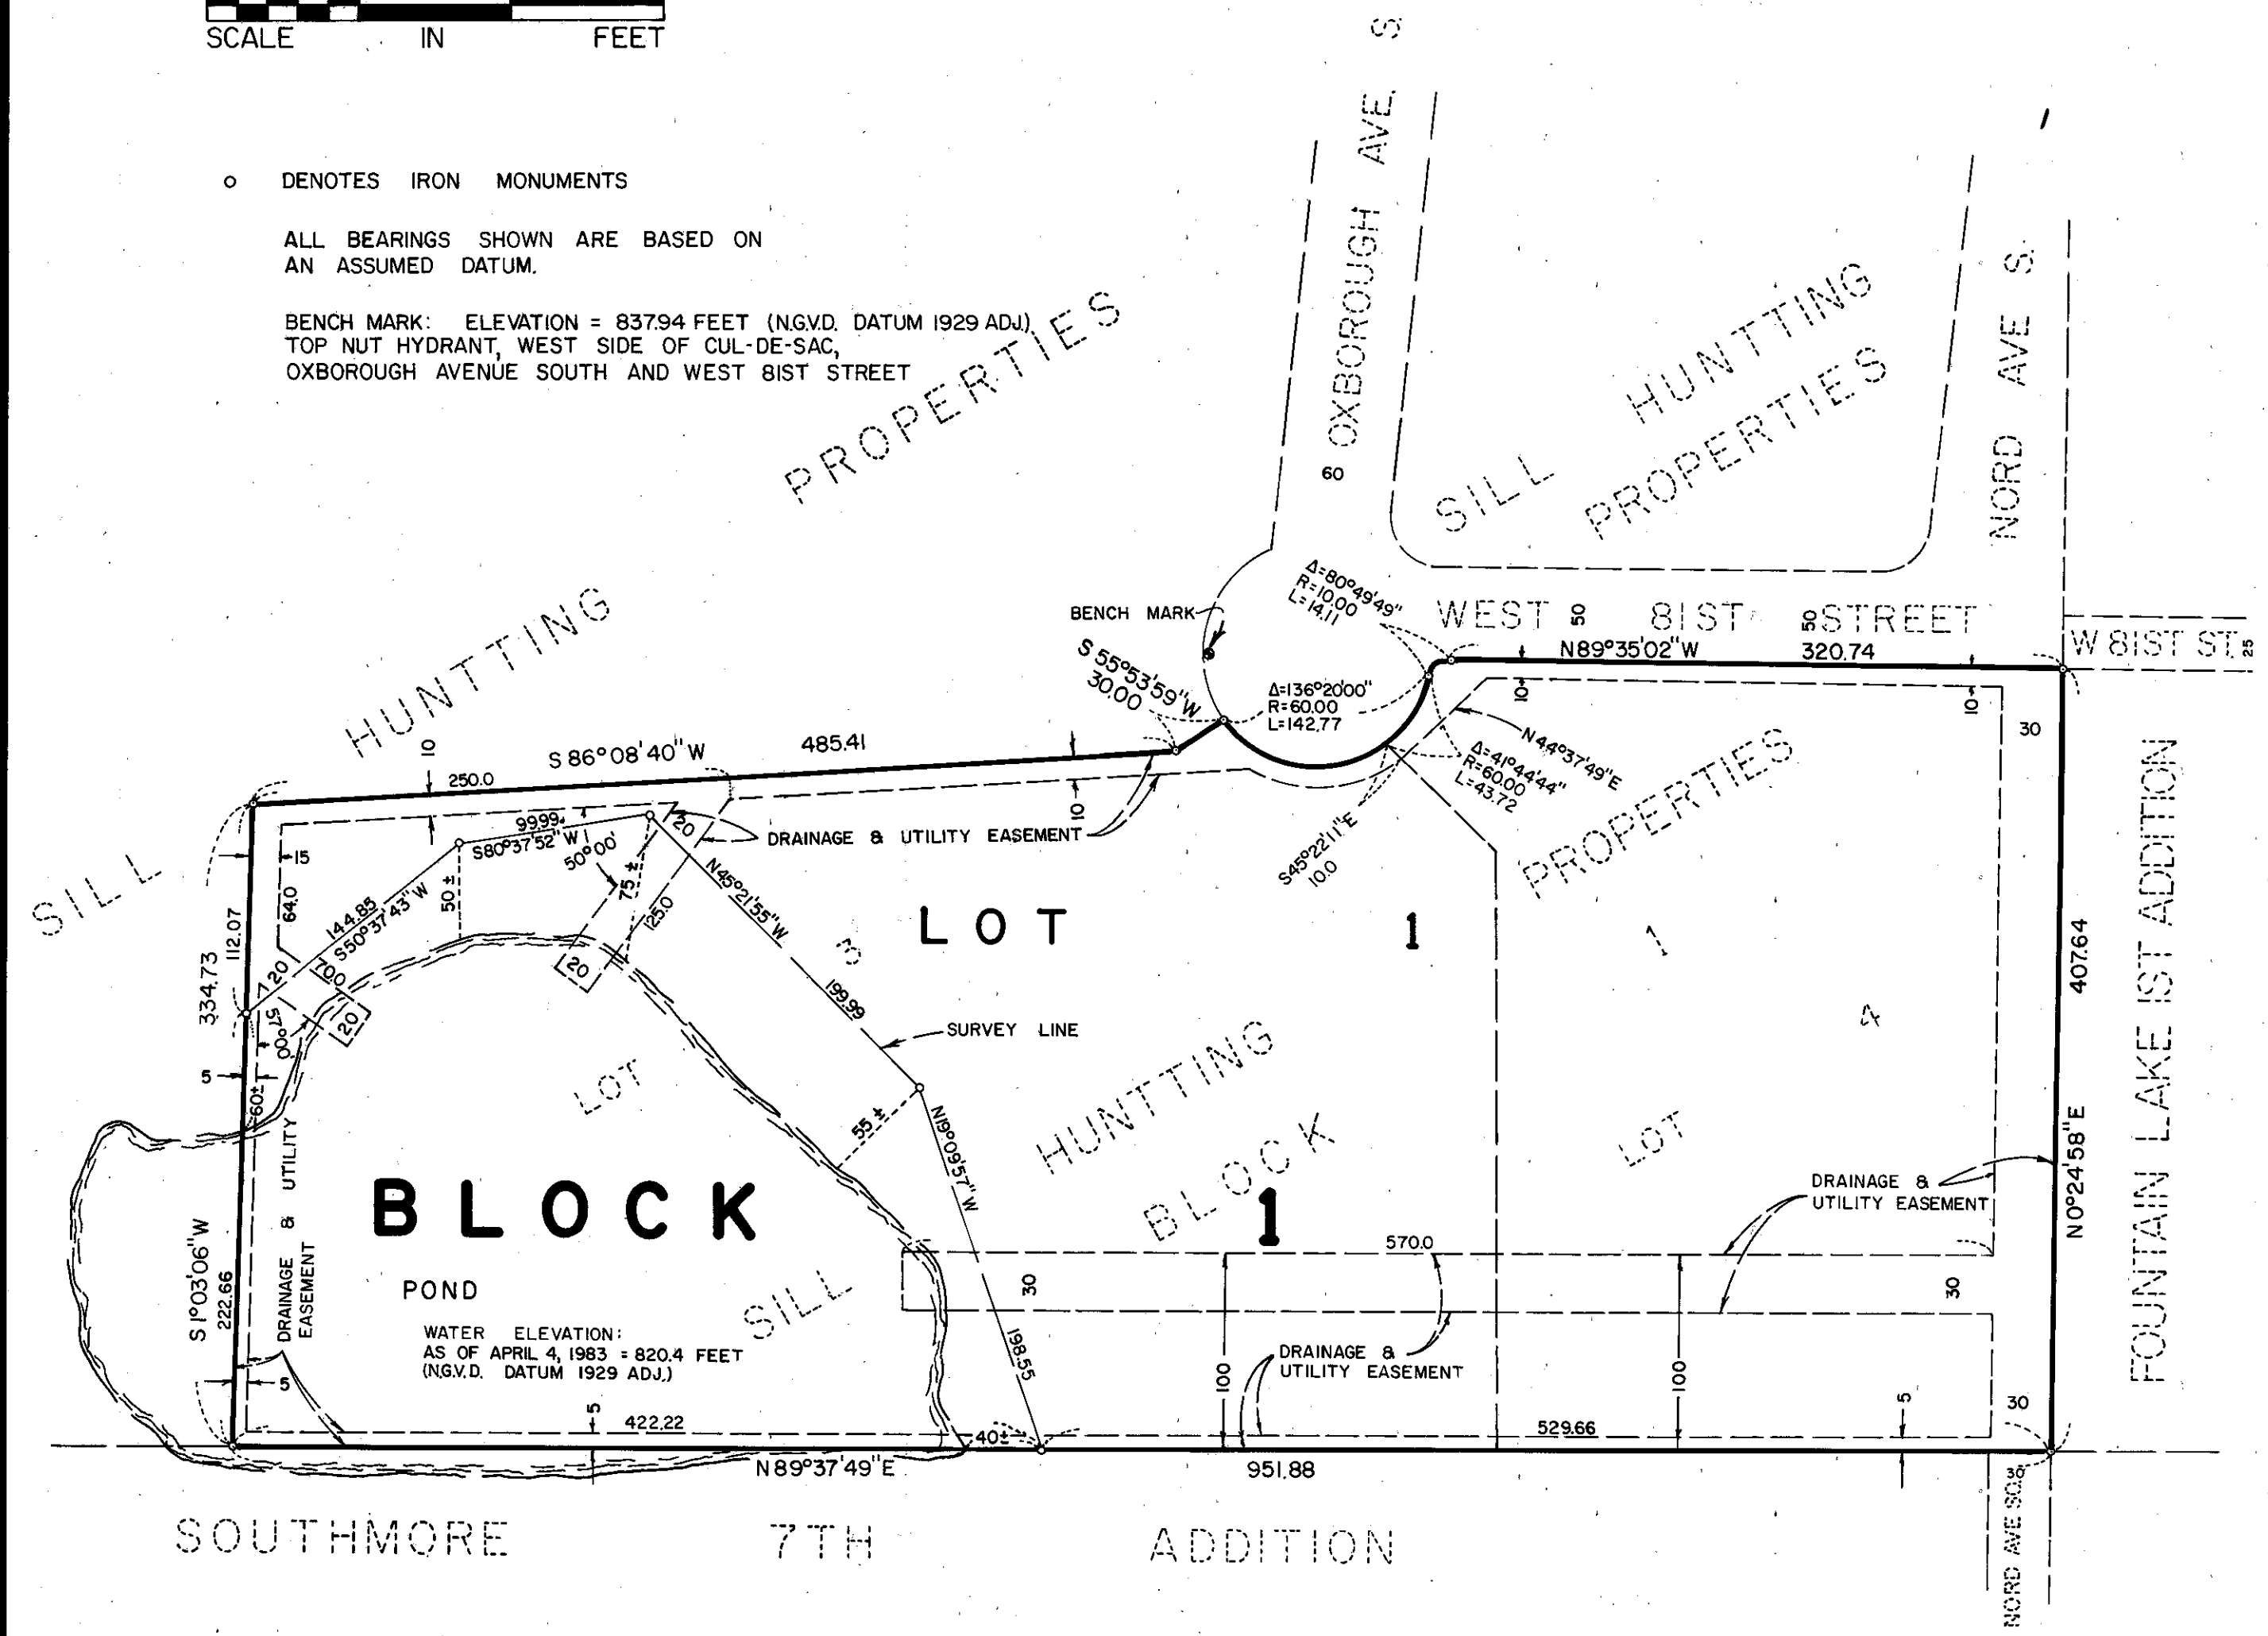 SCALE IN FEET
DENOTES IRON MONUMENTS
ALL BEARINGS SHOWN ARE BASED ON
AN ASSUMED DATUM.
BENCH MARK: ELEVATION = 837.94 FEET (N.G.V.D. DATUM 1929 ADJ.)
TOP NUT HYDRANT, WEST SIDE OF CUL-DE-SAC,
OXBOROUGH AVENUE SOUTH AND WEST 81ST STREET
SILL HUNTTING PROPERTIES
OXBOROUGH AVE. S.
60
SILL HUNTTING
PROPERTIES
NORD AVE S.
WEST 81ST STREET
50
50
W 81ST ST.
25
BENCH MARK
Δ=80°49'49"
R=10.00
L=14.11
N89°35'02"W 320.74
S 55°53'59" W
30.00
Δ=136°20'00"
R=60.00
L=142.77
10
10
30
N44°37'49"E
Δ=41°44'44"
R=60.00
L=43.72
S45°22'11"E
10.0
S 86°08'40" W 485.41
250.0
10
10
DRAINAGE & UTILITY EASEMENT
99.99
S80°37'52"W
50°00'
20
75±
125.0
20
15
64.0
50±
144.85
S50°37'43"W
70.0
20
57°00'
20
112.07
334.73
5
60±
N45°21'55"W
199.99
SURVEY LINE
55±
N19°09'57"W
198.55
LOT 1
BLOCK 1
LOT 3
SILL HUNTTING PROPERTIES
BLOCK 1
LOT 4
407.64
N0°24'58"E
FOUNTAIN LAKE 1ST ADDITION
DRAINAGE &
UTILITY EASEMENT
570.0
30
30
100
100
DRAINAGE &
UTILITY EASEMENT
S1°03'06"W
222.66
DRAINAGE & UTILITY
EASEMENT
POND
WATER ELEVATION:
AS OF APRIL 4, 1983 = 820.4 FEET
(N.G.V.D. DATUM 1929 ADJ.)
5
5
422.22
40±
529.66
5
30
N89°37'49"E 951.88
30
NORD AVE SO.
SOUTHMORE 7TH ADDITION